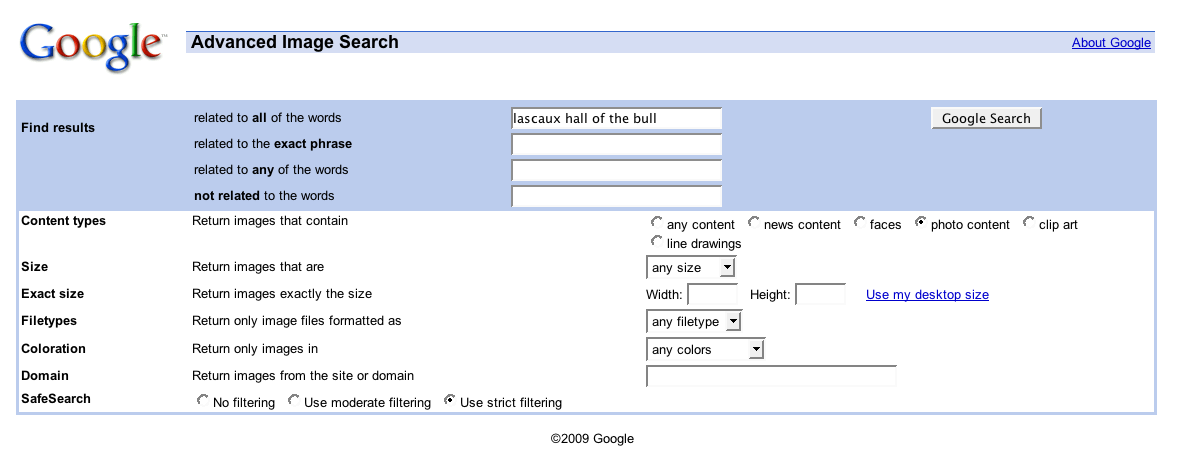 Google™ Advanced Image Search About Google
Find results related to all of the words lascaux hall of the bull Google Search
related to the exact phrase
related to any of the words
not related to the words
Content types Return images that contain any content news content faces photo content clip art
line drawings
Size Return images that are any size
Exact size Return images exactly the size Width: Height: Use my desktop size
Filetypes Return only image files formatted as any filetype
Coloration Return only images in any colors
Domain Return images from the site or domain
SafeSearch No filtering Use moderate filtering Use strict filtering
©2009 Google